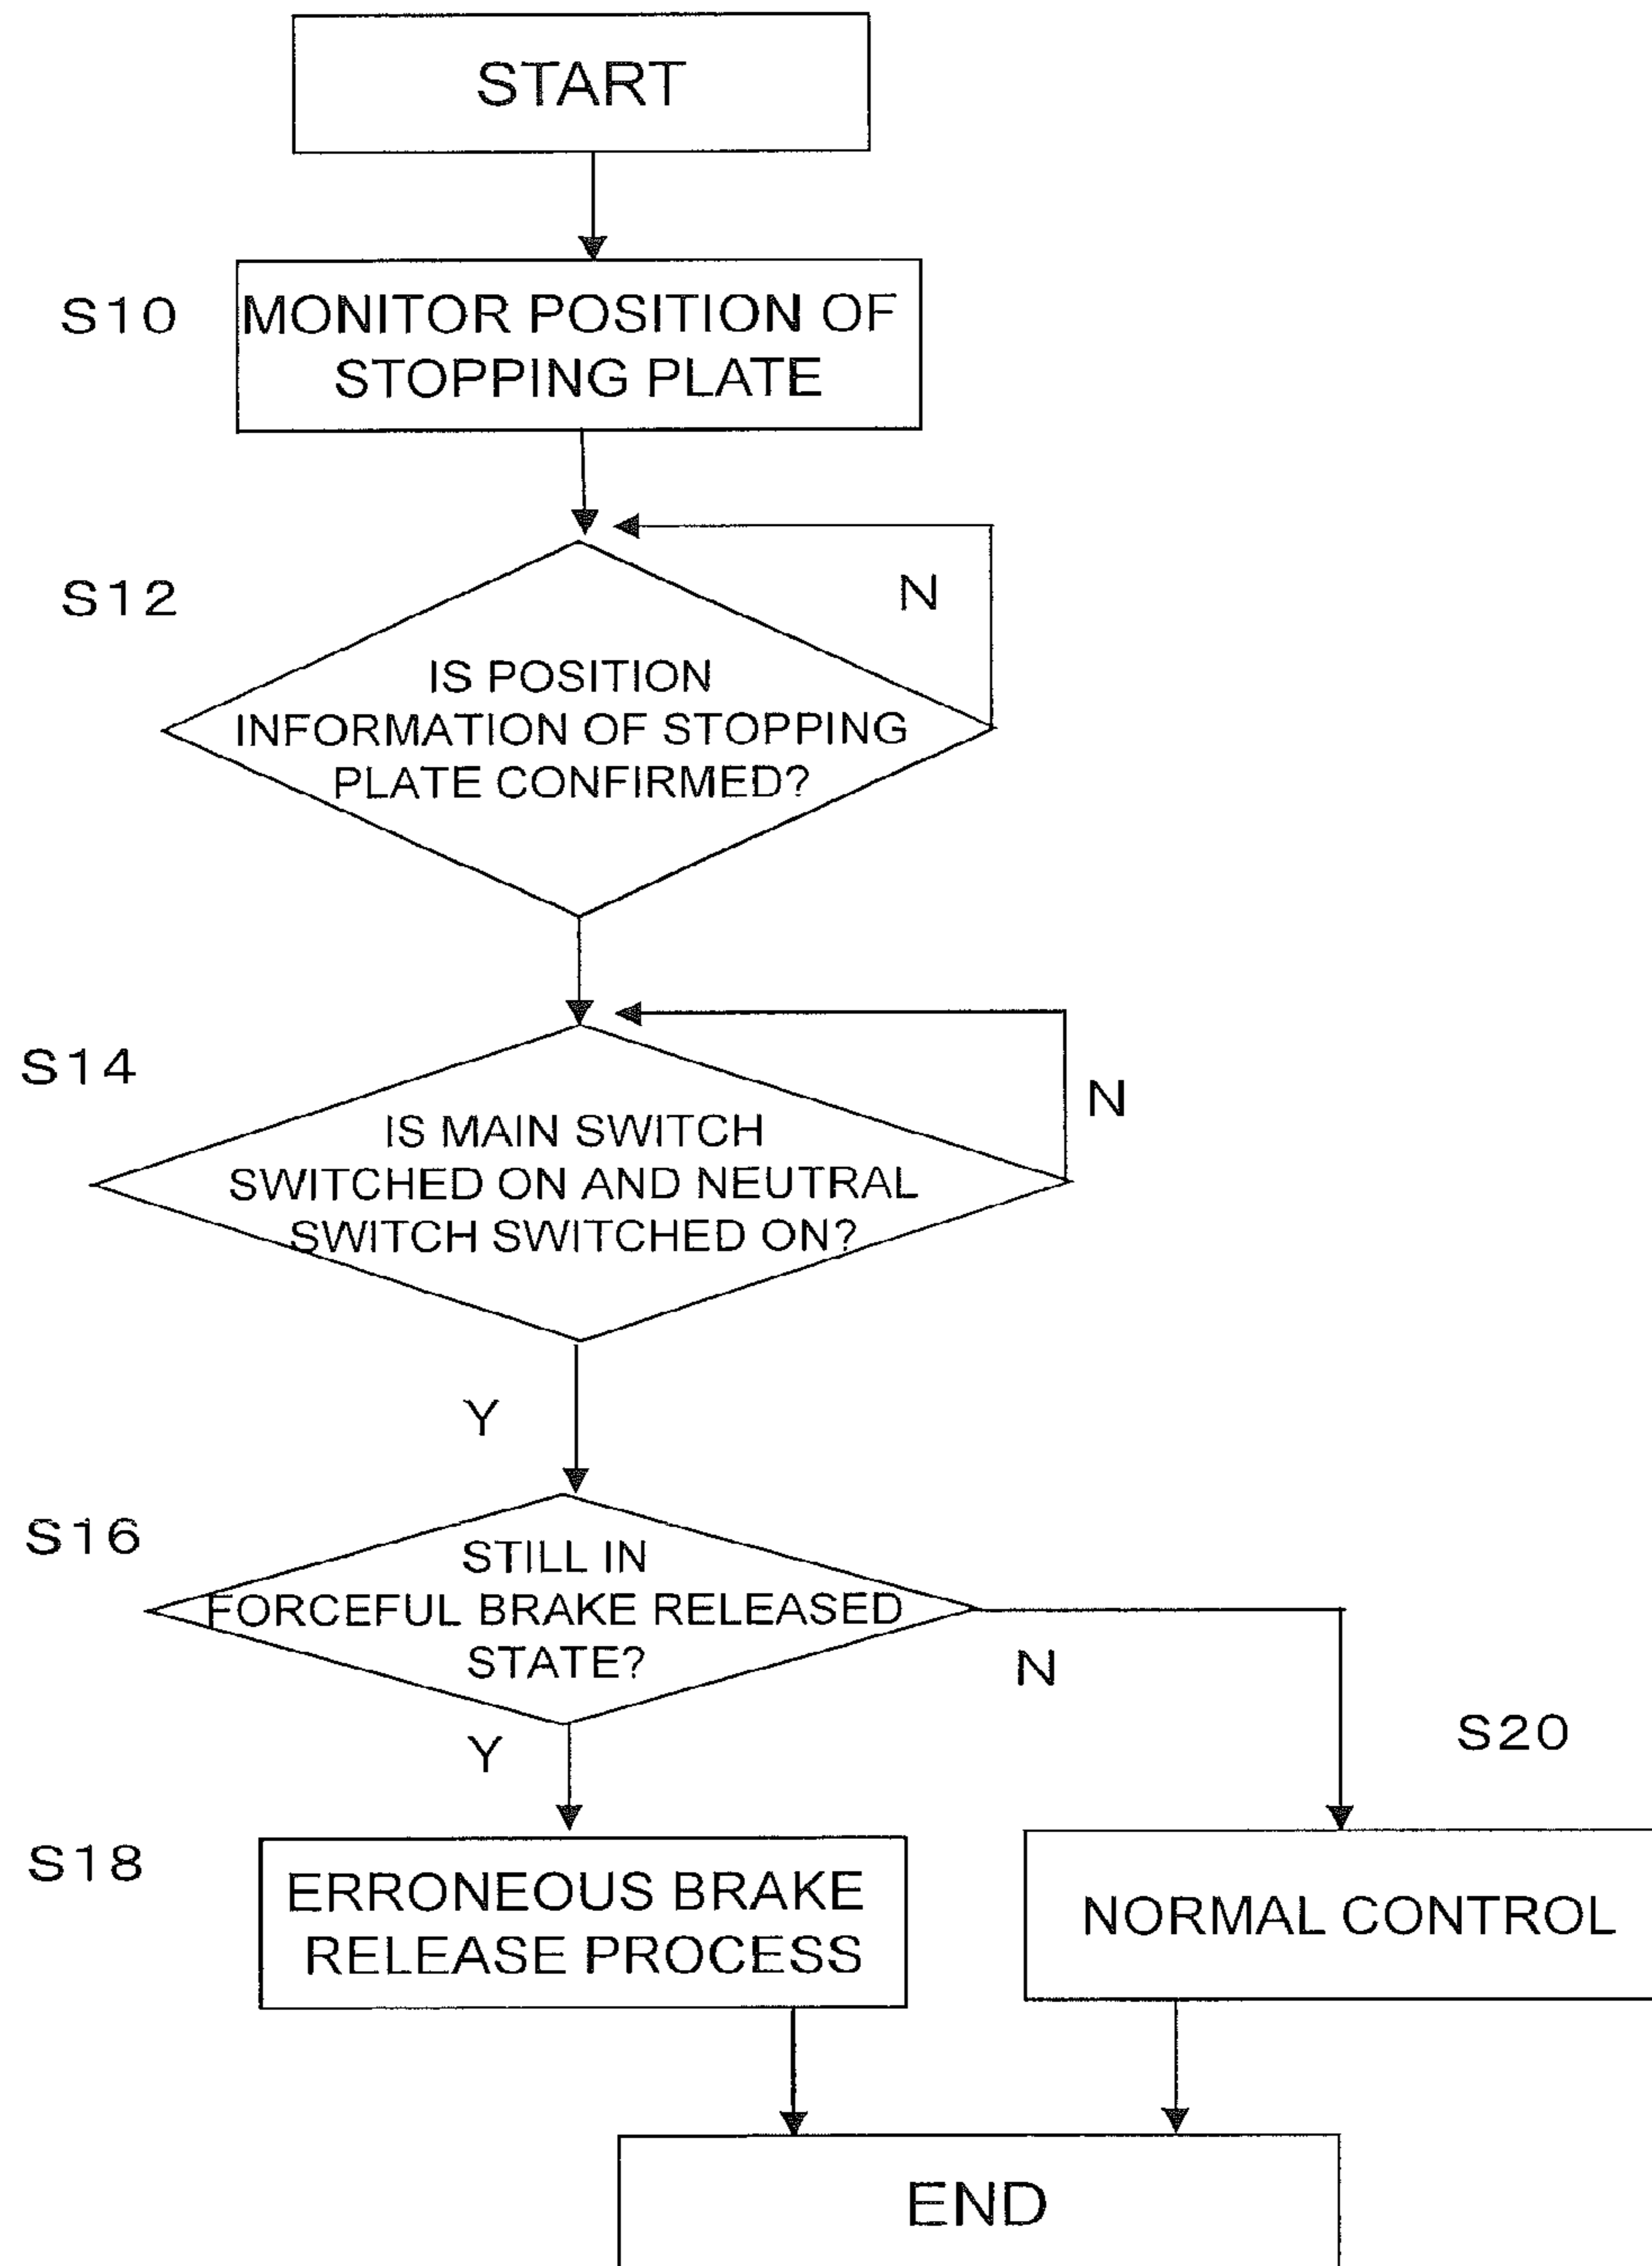 START
S10
MONITOR POSITION OF
STOPPING PLATE
S12
N
IS POSITION
INFORMATION OF STOPPING
PLATE CONFIRMED?
S14
N
IS MAIN SWITCH
SWITCHED ON AND NEUTRAL
SWITCH SWITCHED ON?
Y
S16
STILL IN
FORCEFUL BRAKE RELEASED
STATE?
N
Y
S20
S18
ERRONEOUS BRAKE
RELEASE PROCESS
NORMAL CONTROL
END